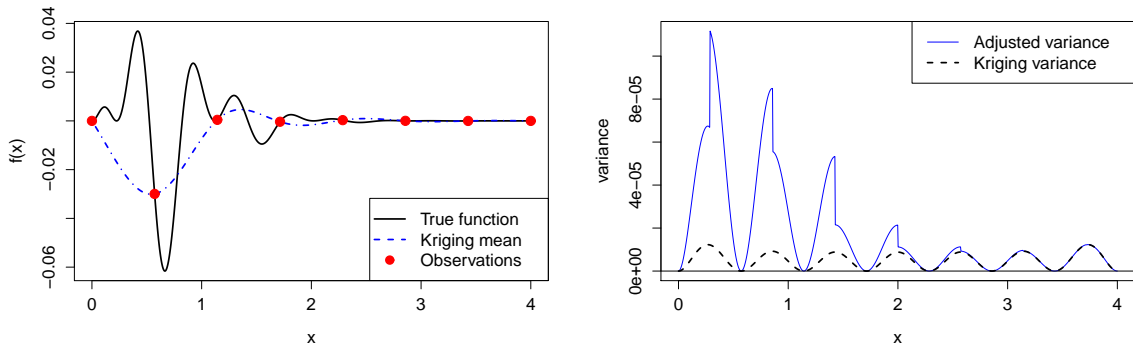 0.04
0.02
-0.02
-0.06
f(x)
0 1 2 3 4
x
True function
Kriging mean
Observations
8e-05
4e-05
0e+00
variance
0 1 2 3 4
x
Adjusted variance
Kriging variance